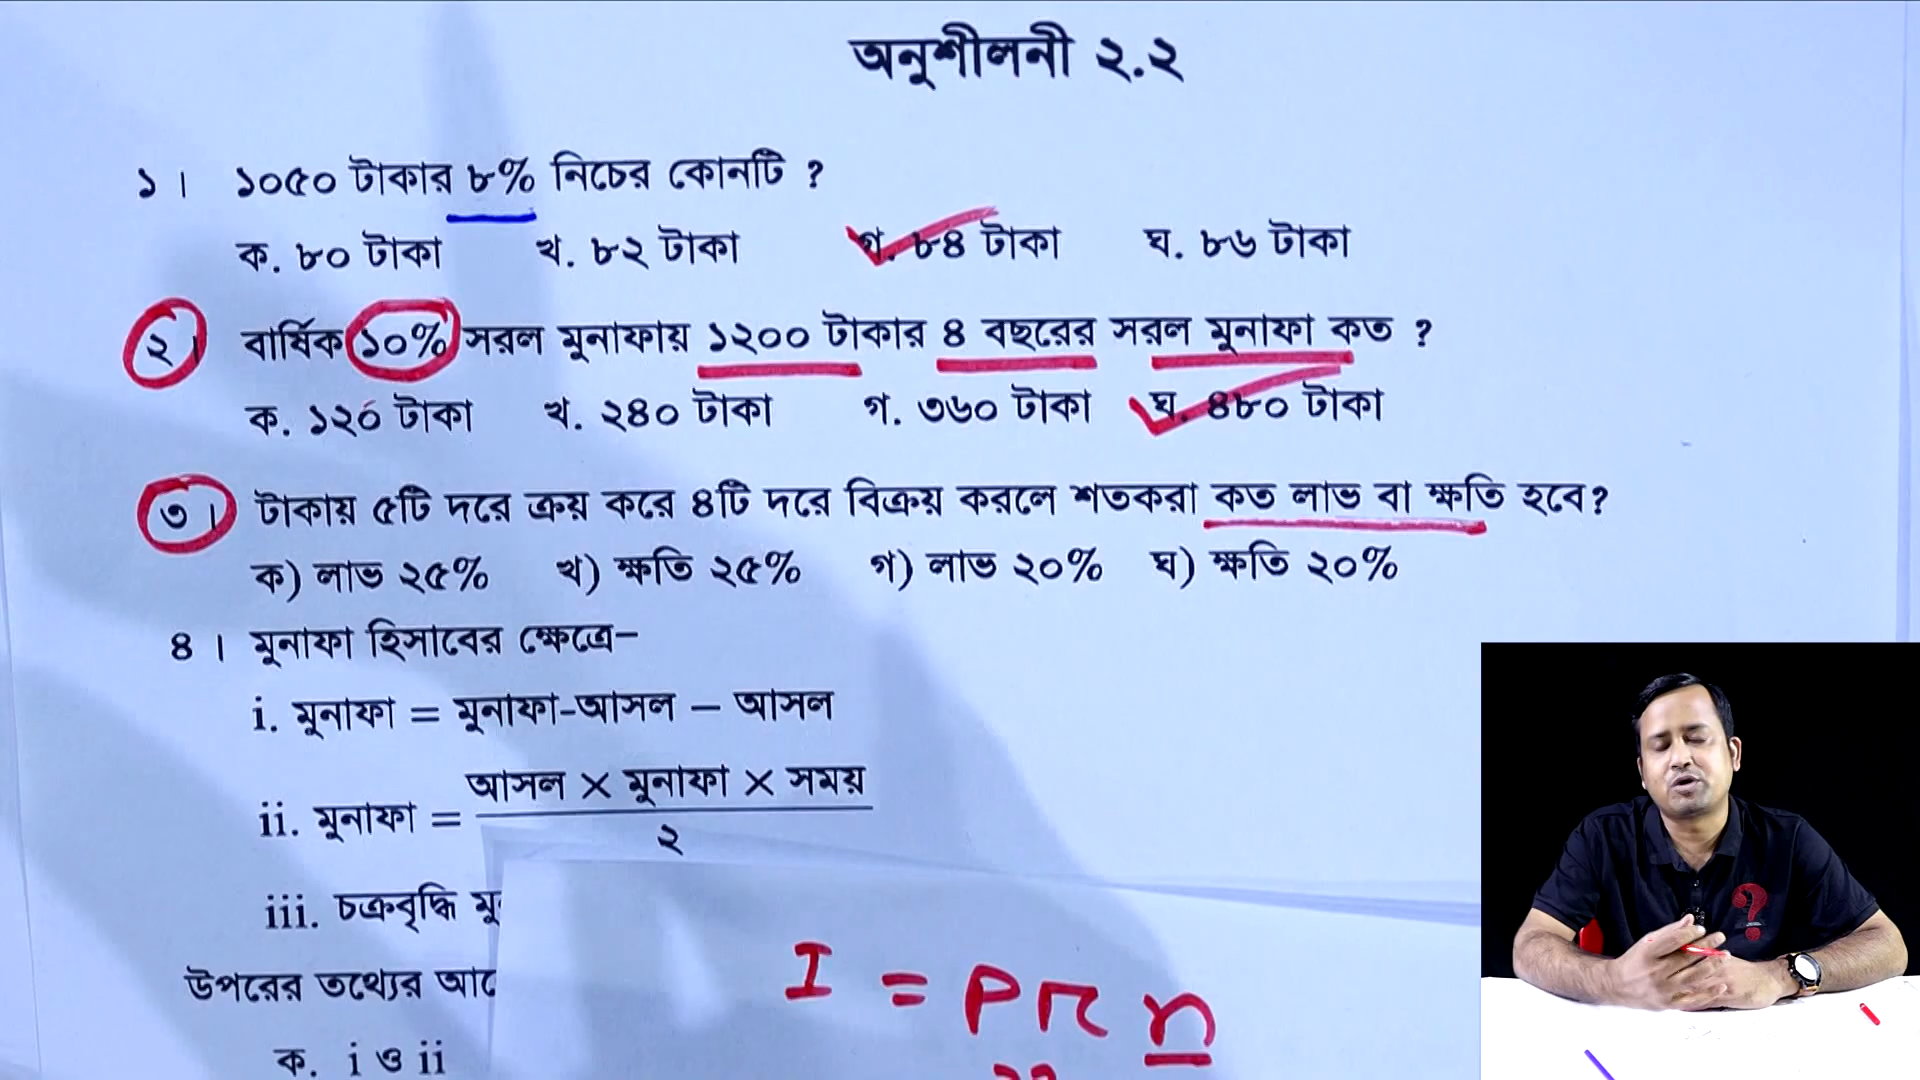 অনুশীলনী ২.২
১। ১০৫০ টাকার ৮% নিচের কোনটি ?
ক. ৮০ টাকা খ. ৮২ টাকা গ. ৮৪ টাকা ঘ. ৮৬ টাকা
২। বার্ষিক ১০% সরল মুনাফায় ১২০০ টাকার ৪ বছরের সরল মুনাফা কত ?
ক. ১২০ টাকা খ. ২৪০ টাকা গ. ৩৬০ টাকা ঘ. ৪৮০ টাকা
৩। টাকায় ৫টি দরে ক্রয় করে ৪টি দরে বিক্রয় করলে শতকরা কত লাভ বা ক্ষতি হবে?
ক) লাভ ২৫% খ) ক্ষতি ২৫% গ) লাভ ২০% ঘ) ক্ষতি ২০%
৪। মুনাফা হিসাবের ক্ষেত্রে–
i. মুনাফা = মুনাফা-আসল – আসল
ii. মুনাফা = আসল × মুনাফা × সময়
২
iii. চক্রবৃদ্ধি
উপরের তথ্যের
I = Prn
ক. i ও ii